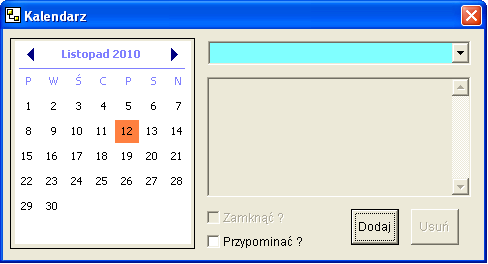 Kalendarz
Listopad 2010
P W Ś C P S N
1 2 3 4 5 6 7
8 9 10 11 12 13 14
15 16 17 18 19 20 21
22 23 24 25 26 27 28
29 30
Zamknąć ?
Przypominać ?
Dodaj
Usuń